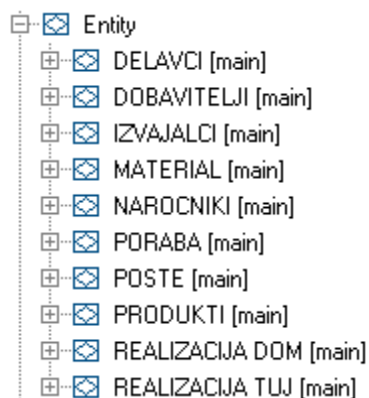 Entity
DELAVCI [main]
DOBAVITELJI [main]
IZVAJALCI [main]
MATERIAL [main]
NAROCNIKI [main]
PORABA [main]
POSTE [main]
PRODUKTI [main]
REALIZACIJA DOM [main]
REALIZACIJA TUJ [main]